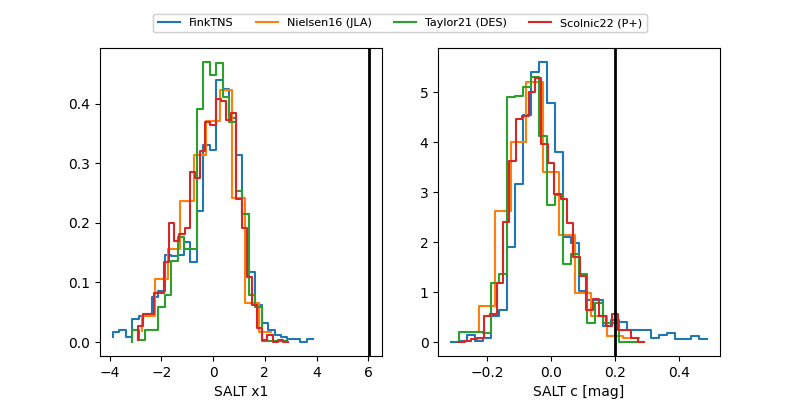 FinkTNS Nielsen16 (JLA) Taylor21 (DES) Scolnic22 (P+)
0.4
0.3
0.2
0.1
0.0
−4 −2 0 2 4 6
SALT x1
5
4
3
2
1
0
−0.2 0.0 0.2 0.4
SALT c [mag]